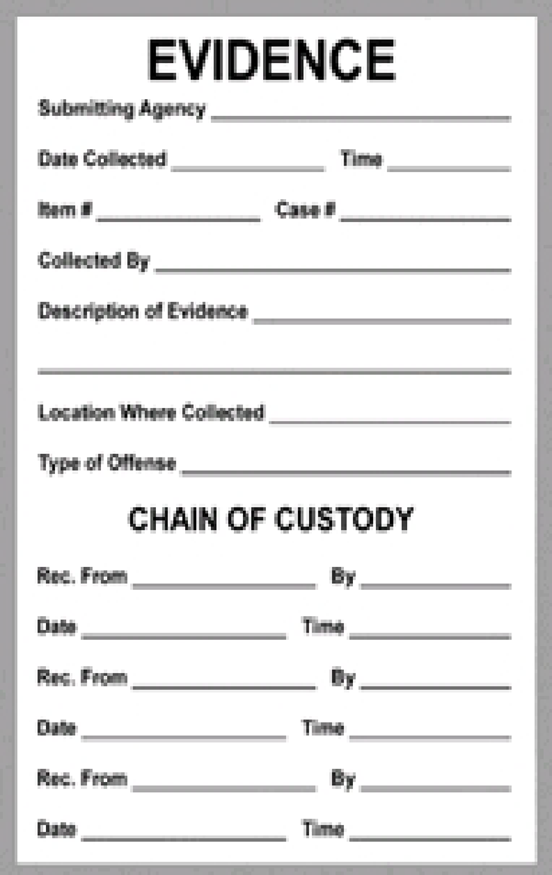 EVIDENCE
Submitting Agency
Date Collected Time
Item # Case #
Collected By
Description of Evidence
Location Where Collected
Type of Offense
CHAIN OF CUSTODY
Rec. From By
Date Time
Rec. From By
Date Time
Rec. From By
Date Time